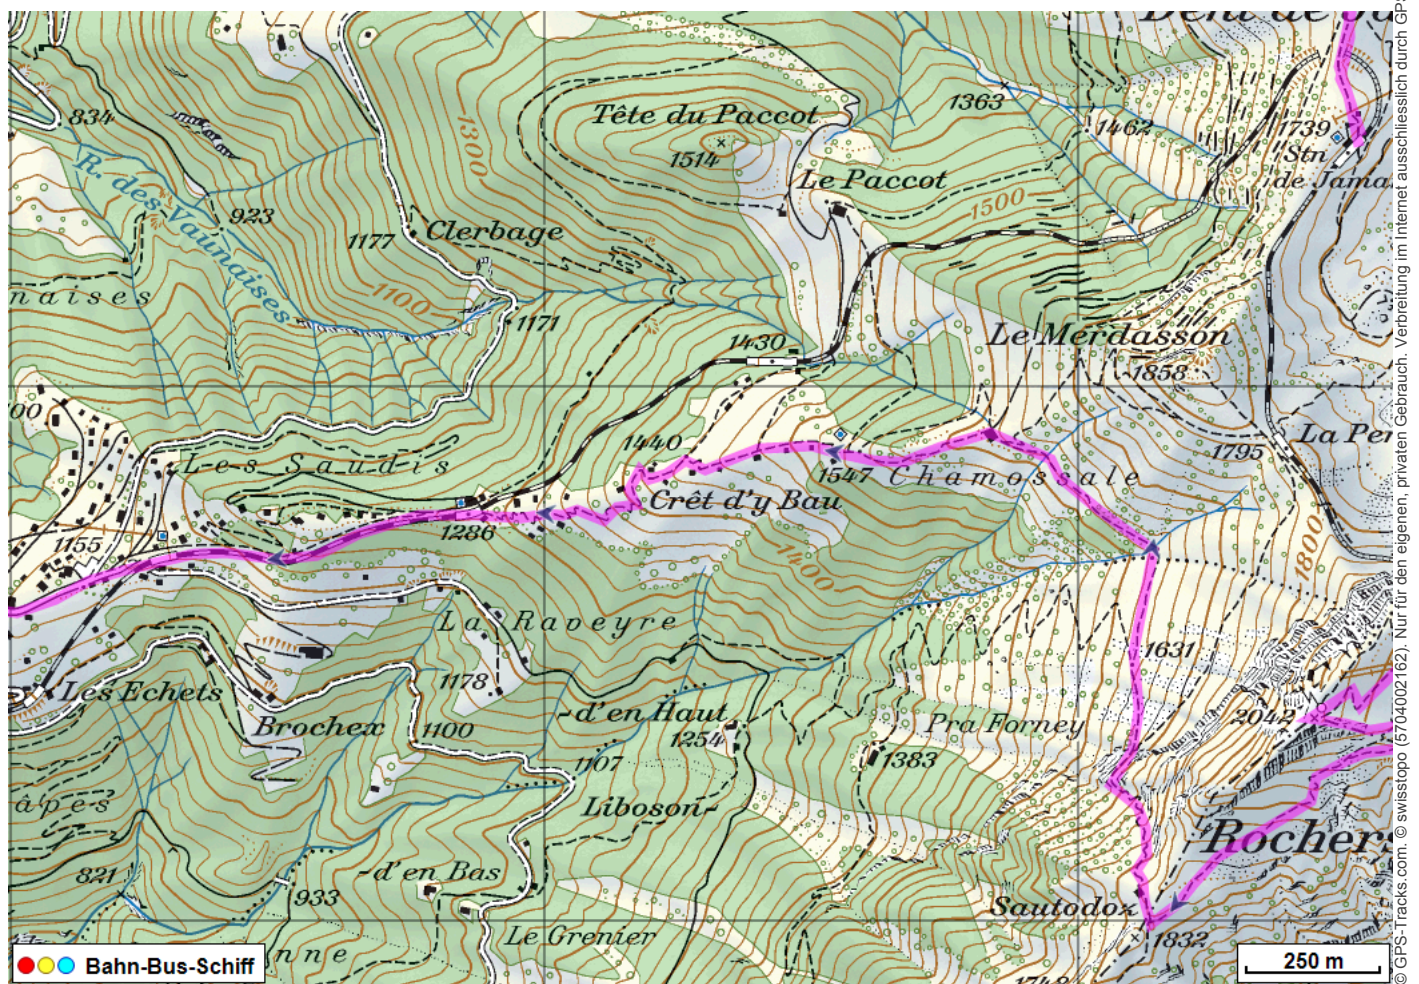 834
Tête du Paccot
1363
1462
1739
Stn
de Jama
1300
1514
Le Paccot
R. des Vaunaises
923
1177
Clerbage
1500
naises
1100
1171
1430
Le Merdasson
1858
00
1440
La Per
1795
Les Saudis
1547
Chamossale
Crêt d'y Bau
1286
1155
1400
1800
La Raveyre
1631
Les Echets
1178
-d'en Haut
2042
Brochex
1100
1254
Pra Forney
1107
1383
âpes
Liboson-
Rochers
821
-d'en Bas
933
Sautodoz
1832
nne
Le Grenier
Bahn-Bus-Schiff
250 m
© GPS-Tracks.com. © swisstopo (5704002162). Nur für den eigenen, privaten Gebrauch. Verbreitung im Internet ausschliesslich durch GPS